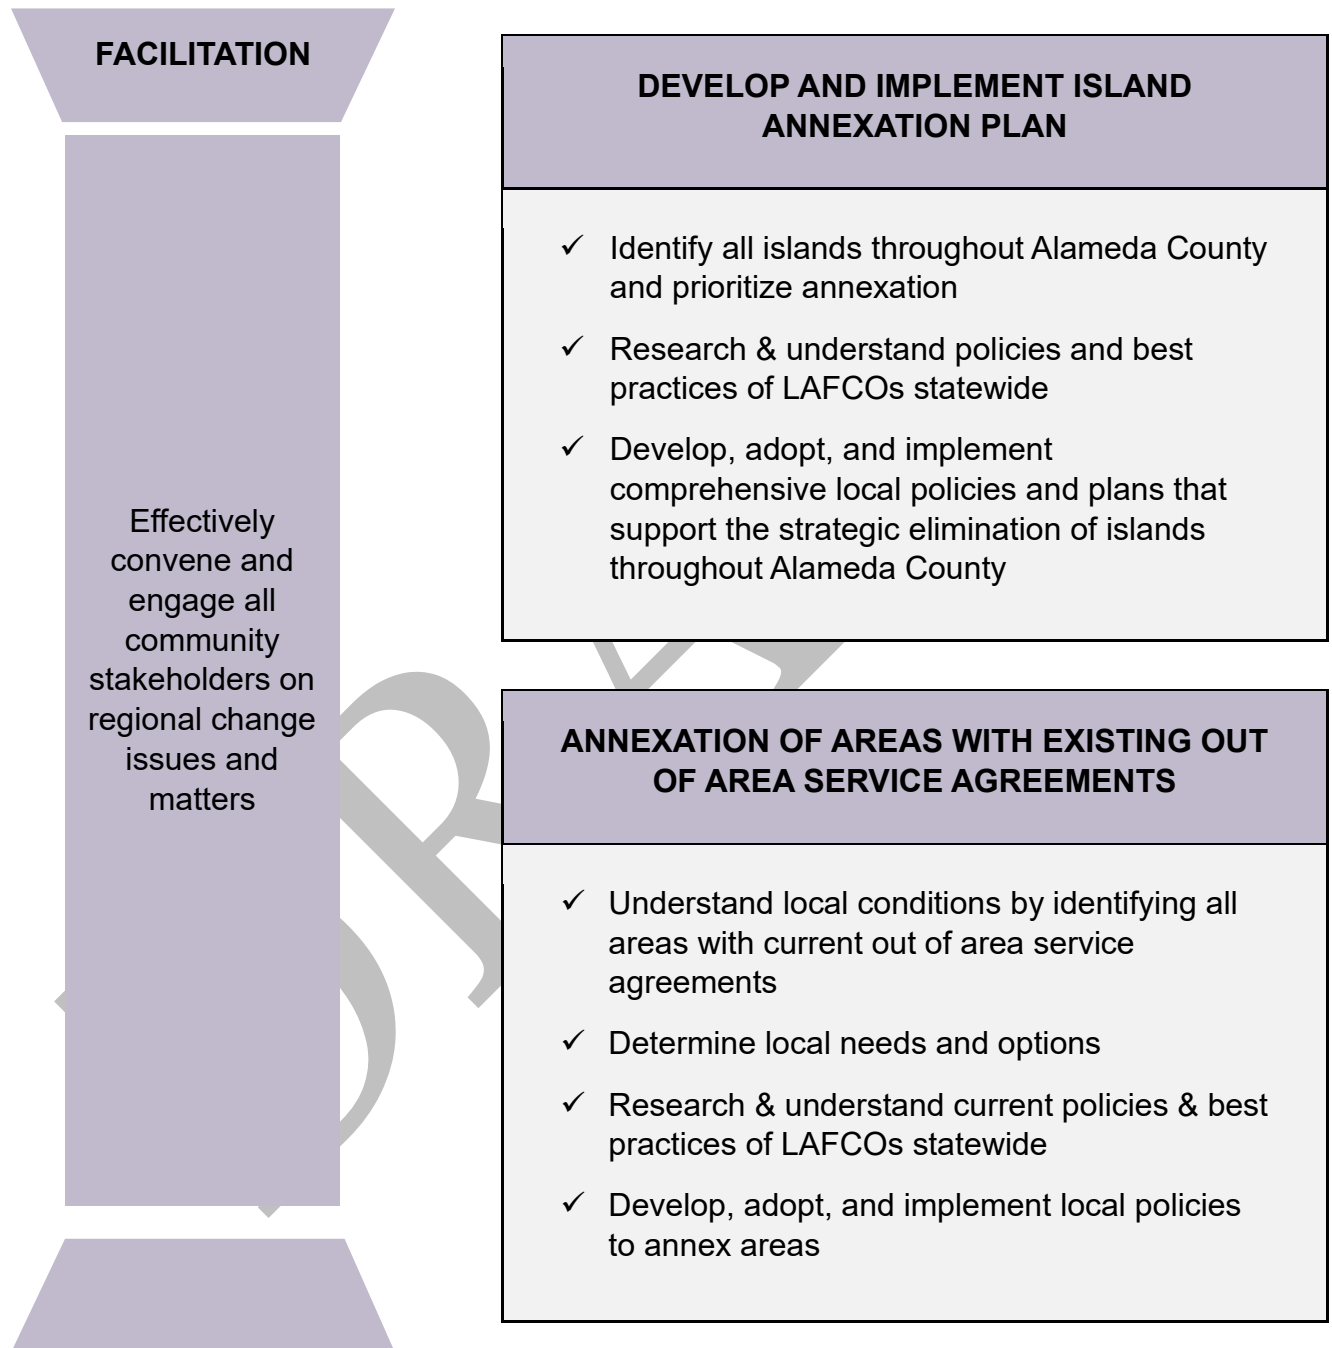 FACILITATION
Effectively
convene and
engage all
community
stakeholders on
regional change
issues and
matters
DEVELOP AND IMPLEMENT ISLAND
ANNEXATION PLAN
✓ Identify all islands throughout Alameda County
and prioritize annexation
✓ Research & understand policies and best
practices of LAFCOs statewide
✓ Develop, adopt, and implement
comprehensive local policies and plans that
support the strategic elimination of islands
throughout Alameda County
ANNEXATION OF AREAS WITH EXISTING OUT
OF AREA SERVICE AGREEMENTS
✓ Understand local conditions by identifying all
areas with current out of area service
agreements
✓ Determine local needs and options
✓ Research & understand current policies & best
practices of LAFCOs statewide
✓ Develop, adopt, and implement local policies
to annex areas